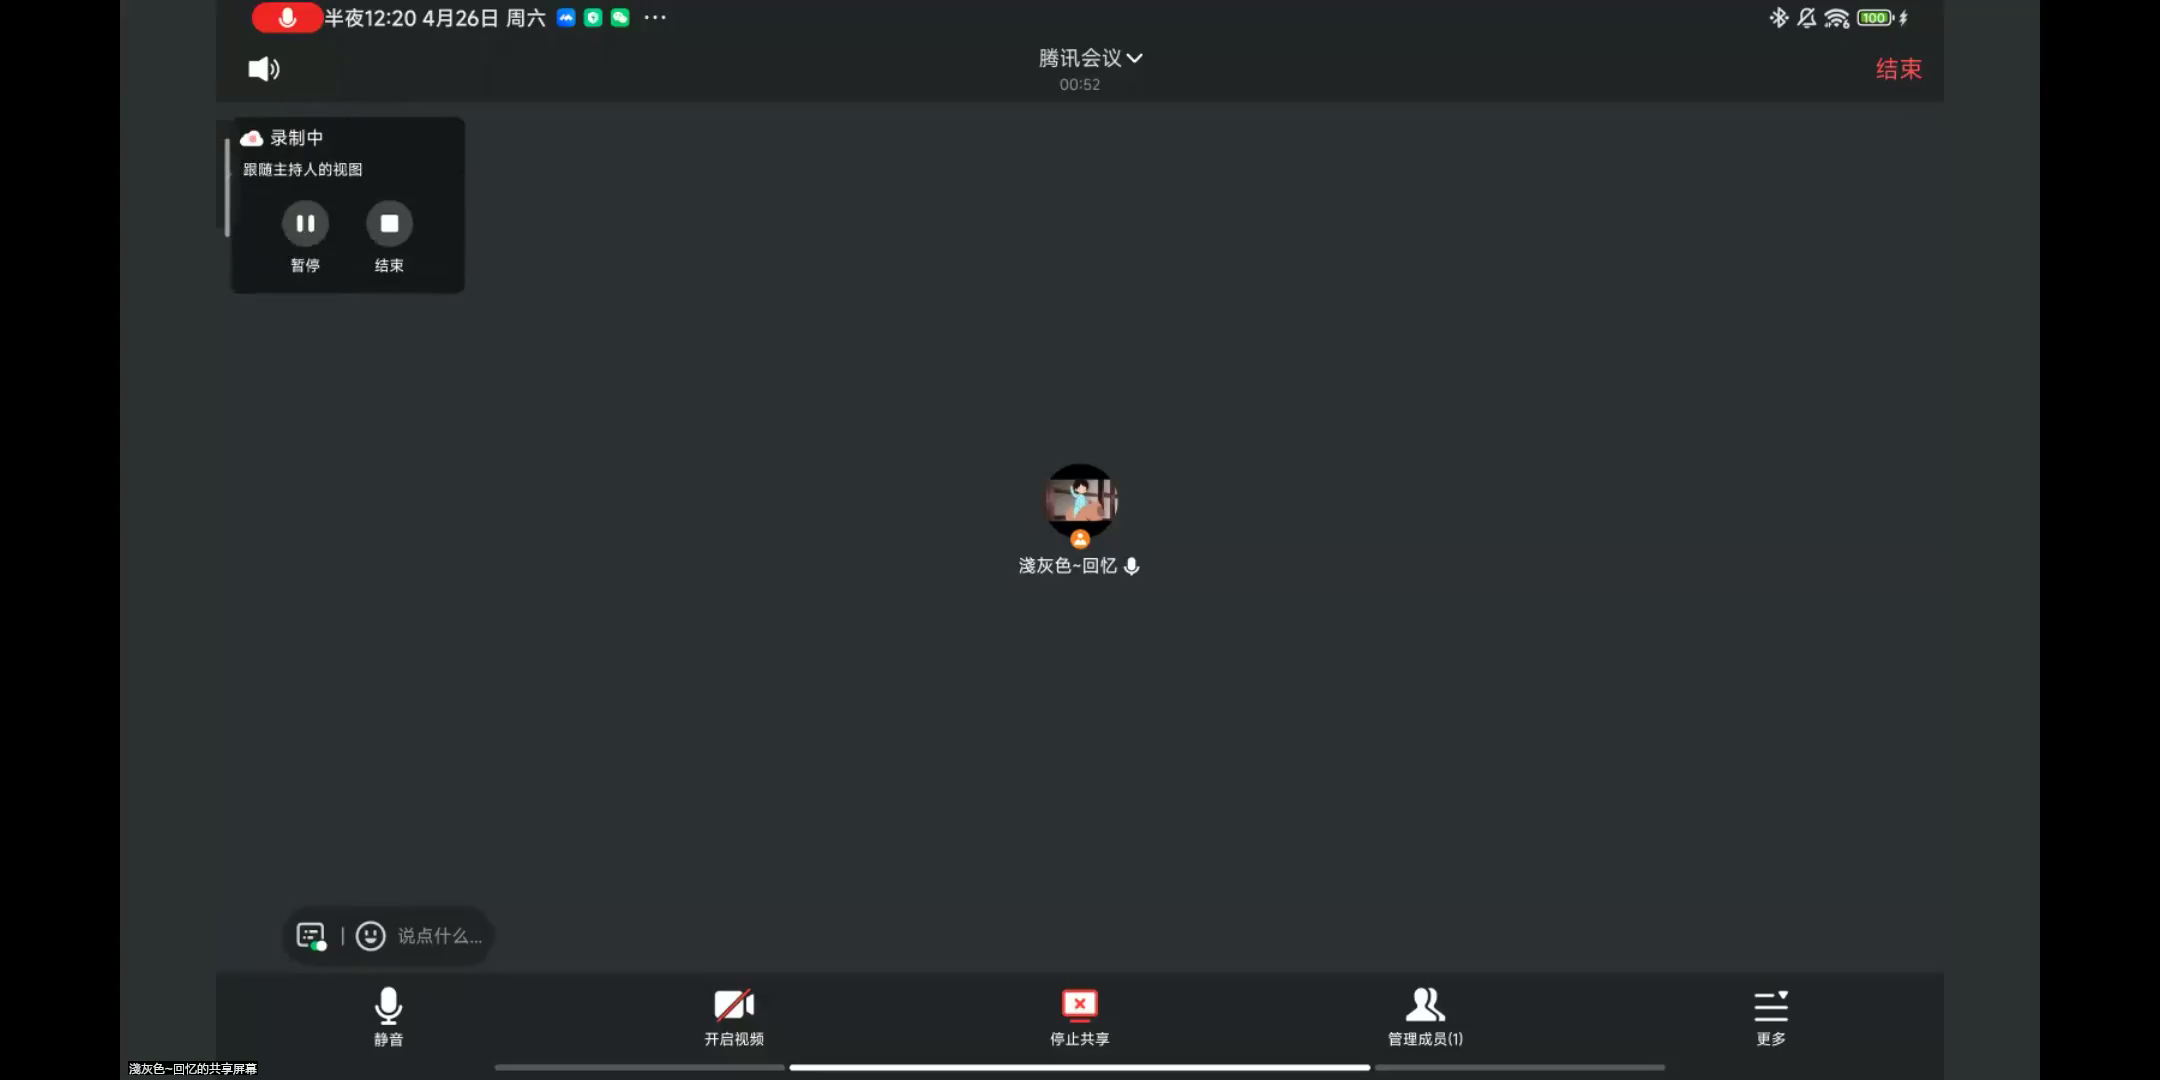 半夜12:20 4月26日 周六 ···
100
腾讯会议
00:52
结束
录制中
跟随主持人的视图
暂停 结束
淺灰色~回忆
说点什么...
静音 开启视频 停止共享 管理成员(1) 更多
淺灰色~回忆的共享屏幕